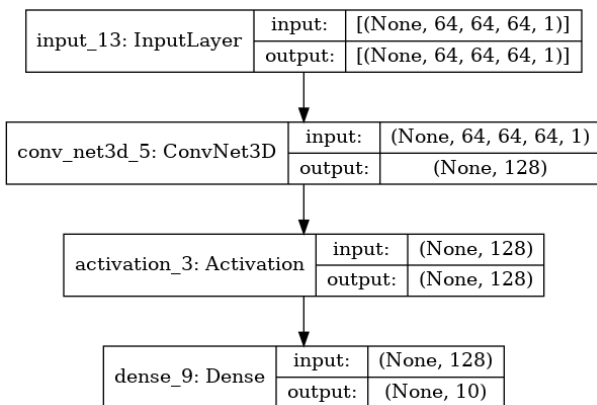 input_13: InputLayer
input: [(None, 64, 64, 64, 1)]
output: [(None, 64, 64, 64, 1)]
conv_net3d_5: ConvNet3D
input: (None, 64, 64, 64, 1)
output: (None, 128)
activation_3: Activation
input: (None, 128)
output: (None, 128)
dense_9: Dense
input: (None, 128)
output: (None, 10)